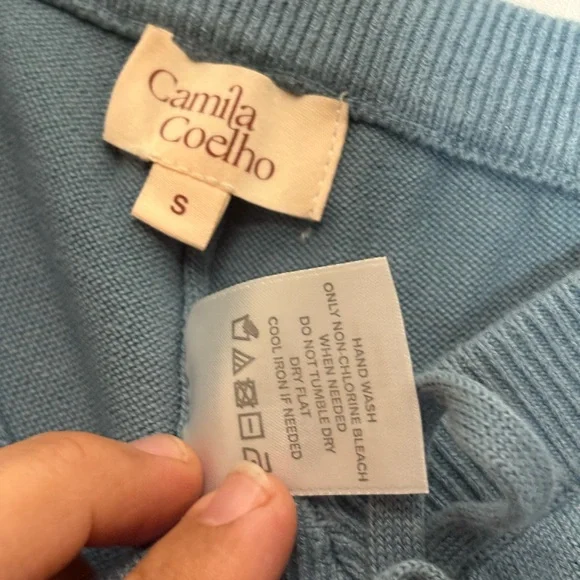 Camila
Coelho
S
HAND WASH
ONLY NON-CHLORINE BLEACH
WHEN NEEDED
DO NOT TUMBLE DRY
DRY FLAT
COOL IRON IF NEEDED